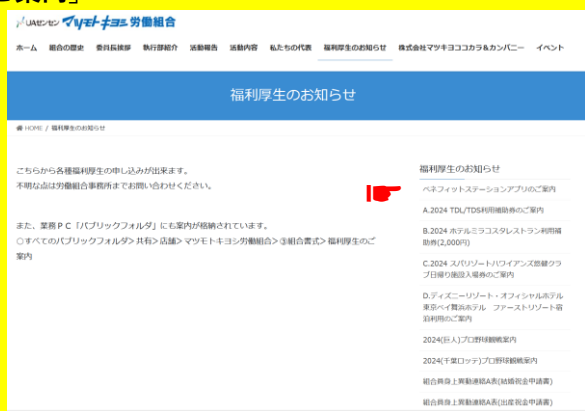 の案内」
UAゼンセン マツモトキヨシ労働組合
ホーム 組合の歴史 委員長挨拶 執行部紹介 活動報告 活動内容 私たちの代表 福利厚生のお知らせ 株式会社マツキヨココカラ&カンパニー イベント
福利厚生のお知らせ
HOME / 福利厚生のお知らせ
こちらから各種福利厚生の申し込みが出来ます。
不明な点は労働組合事務所までお問い合わせください。
また、業務PC「パブリックフォルダ」にも案内が格納されています。
○すべてのパブリックフォルダ>共有>店舗>マツモトキヨシ労働組合>③組合書式>福利厚生のご
案内
福利厚生のお知らせ
ベネフィットステーションアプリのご案内
A.2024 TDL/TDS利用補助券のご案内
B.2024 ホテルミラコスタレストラン利用補
助券(2,000円)
C.2024 スパリゾートハワイアンズ悠健クラ
ブ日帰り施設入場券のご案内
D.ディズニーリゾート・オフィシャルホテル
東京ベイ舞浜ホテル ファーストリゾート宿
泊利用のご案内
2024(巨人)プロ野球観戦案内
2024(千葉ロッテ)プロ野球観戦案内
組合員身上異動連絡A表(結婚祝金申請書)
組合員身上異動連絡A表(出産祝金申請書)